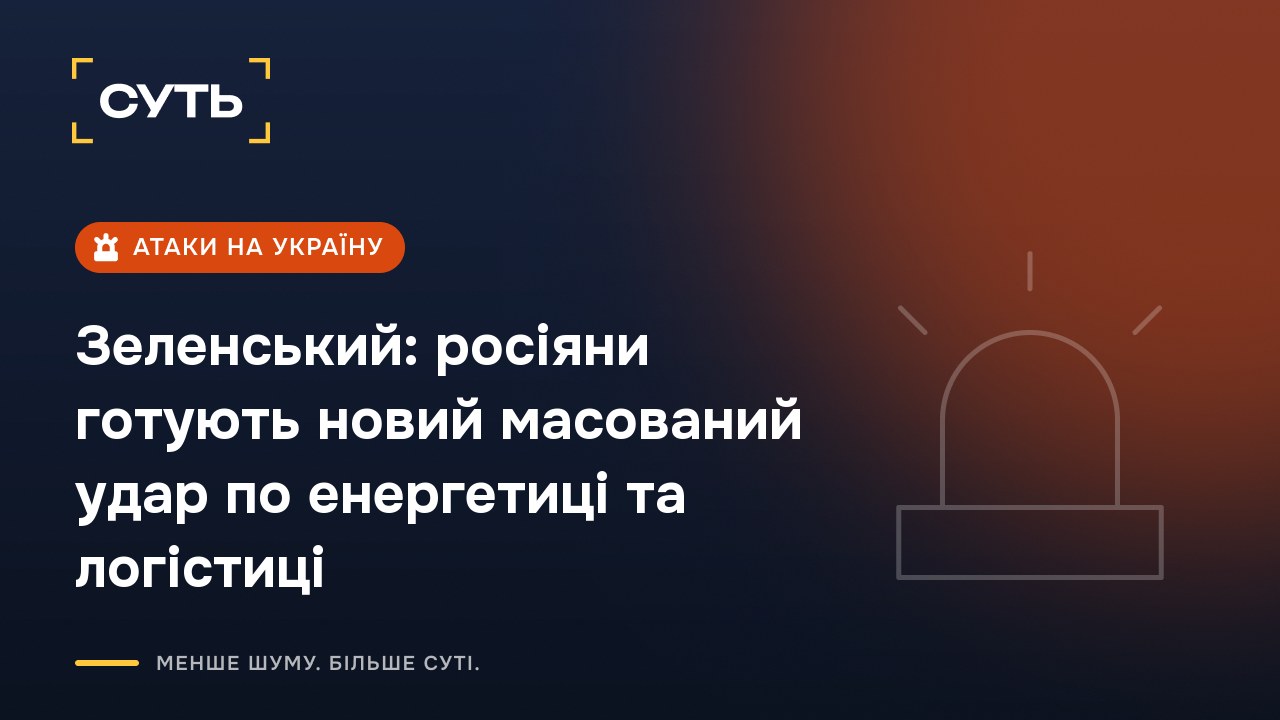 СУТЬ
АТАКИ НА УКРАЇНУ
Зеленський: росіяни
готують новий масований
удар по енергетиці та
логістиці
МЕНШЕ ШУМУ. БІЛЬШЕ СУТІ.